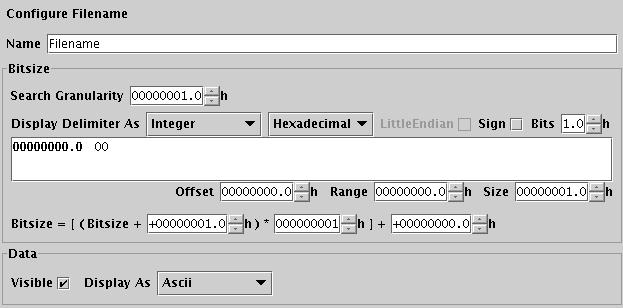 Configure Filename
Name Filename
Bitsize
Search Granularity 00000001.0 h
Display Delimiter As Integer Hexadecimal LittleEndian Sign Bits 1.0 h
00000000.0 00
Offset 00000000.0 h Range 00000000.0 h Size 00000001.0 h
Bitsize = [ (Bitsize + +00000001.0 h ) * 000000001 h ] + +00000000.0 h
Data
Visible Display As Ascii